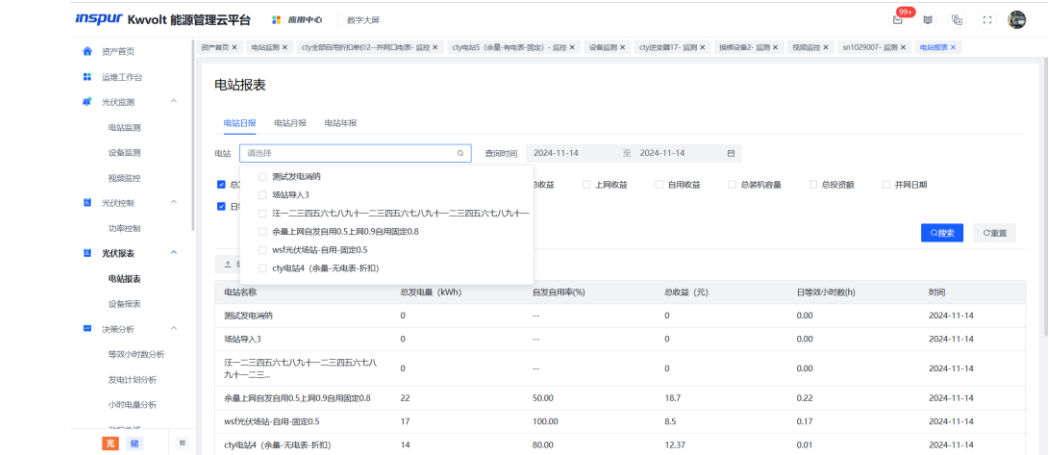 inspur Kwvolt 能源管理云平台 应用中心 数字大屏 99+
资产首页 × 电站监测 × cty全部自用折扣单价2--并网口电表- 监控 × cty电站5（余量-有电表-固定）- 监控 × 设备监测 × cty逆变器17- 监测 × 换绑设备2- 监测 × 视频监控 × sn1029007- 监测 × 电站报表 ×
资产首页
运维工作台
光伏监测
电站监测
设备监测
视频监控
光伏控制
功率控制
光伏报表
电站报表
设备报表
决策分析
等效小时数分析
发电计划分析
小时电量分析
光 储
电站报表
电站日报 电站月报 电站年报
电站 请选择 查询时间 2024-11-14 至 2024-11-14
收益 上网收益 自用收益 总装机容量 总投资额 并网日期
搜索 重置
测试发电消纳
场站导入3
汪一二三四五六七八九十一二三四五六七八九十一二三四五六七八九十一
余量上网自发自用0.5上网0.9自用固定0.8
wsf光伏场站-自用-固定0.5
cty电站4（余量-无电表-折扣）
电站名称 总发电量（kWh） 自发自用率(%) 总收益（元） 日等效小时数(h) 时间
测试发电消纳 0 -- 0 0.00 2024-11-14
场站导入3 0 -- 0 0.00 2024-11-14
汪一二三四五六七八九十一二三四五六七八
九十一二三... 0 -- 0 0.00 2024-11-14
余量上网自发自用0.5上网0.9自用固定0.8 22 50.00 18.7 0.22 2024-11-14
wsf光伏场站-自用-固定0.5 17 100.00 8.5 0.17 2024-11-14
cty电站4（余量-无电表-折扣） 14 80.00 12.37 0.01 2024-11-14